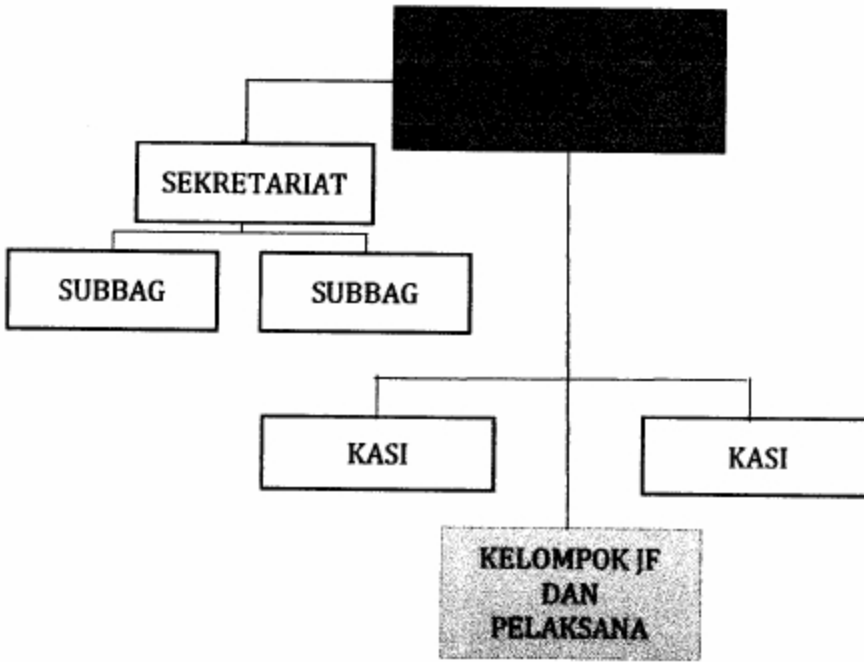 SEKRETARIAT
SUBBAG
SUBBAG
KASI
KASI
KELOMPOK JF
DAN
PELAKSANA